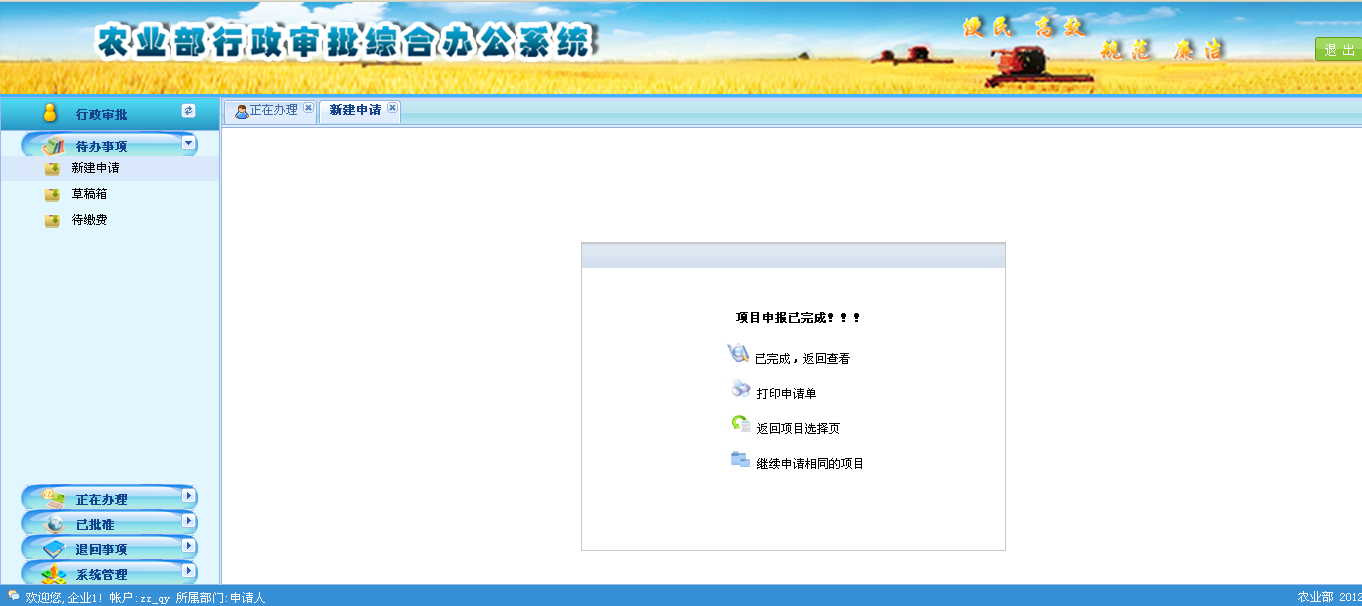 农业部行政审批综合办公系统
便民 高效
规范 廉洁
退 出
行政审批
正在办理
新建申请
待办事项
新建申请
草稿箱
待缴费
项目申报已完成！！！
已完成，返回查看
打印申请单
返回项目选择页
继续申请相同的项目
正在办理
已批准
退回事项
系统管理
欢迎您,企业1! 帐户:zz_qy 所属部门:申请人
农业部 2012